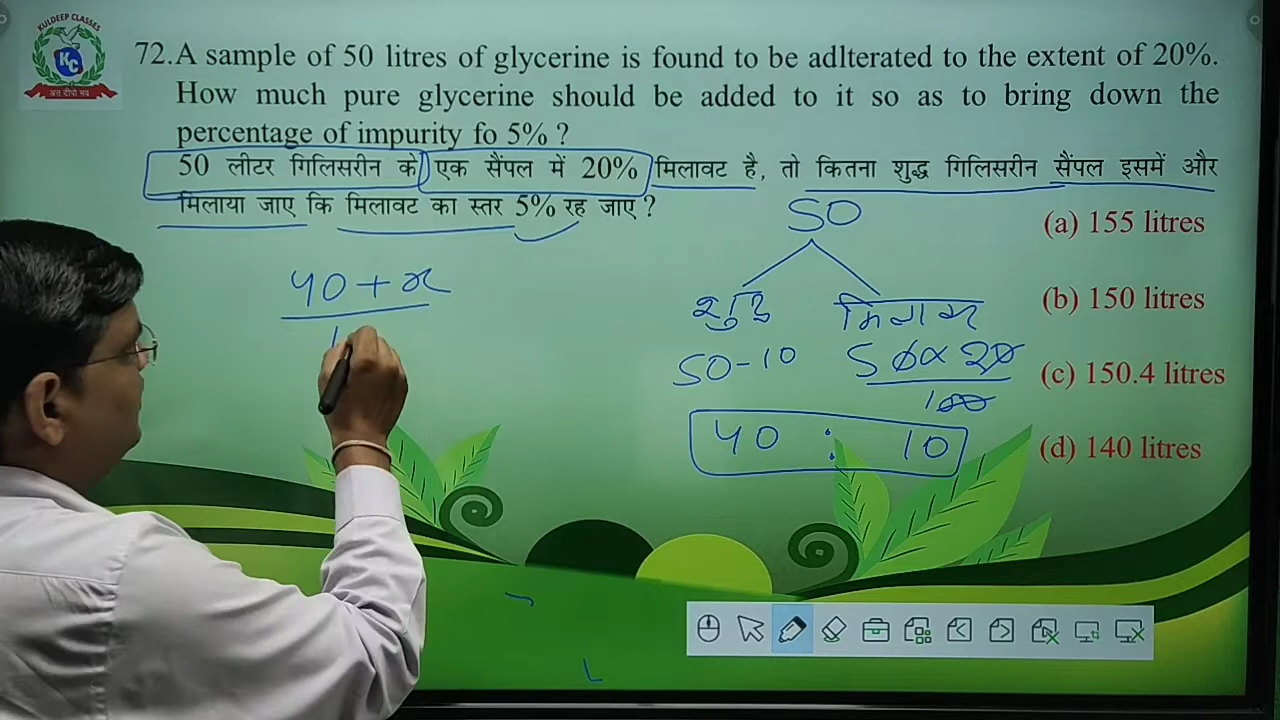 KULDEEP CLASSES
KC
अत्त दीपो भव
72. A sample of 50 litres of glycerine is found to be adlterated to the extent of 20%.
How much pure glycerine should be added to it so as to bring down the
percentage of impurity fo 5% ?
50 लीटर गिलिसरीन के एक सैंपल में 20% मिलावट है, तो कितना शुद्ध गिलिसरीन सैंपल इसमें और
मिलाया जाए कि मिलावट का स्तर 5% रह जाए ?
50
(a) 155 litres
40 + x
शुद्ध
(b) 150 litres
50 - 10
50 × 20
100
(c) 150.4 litres
40 : 10
(d) 140 litres